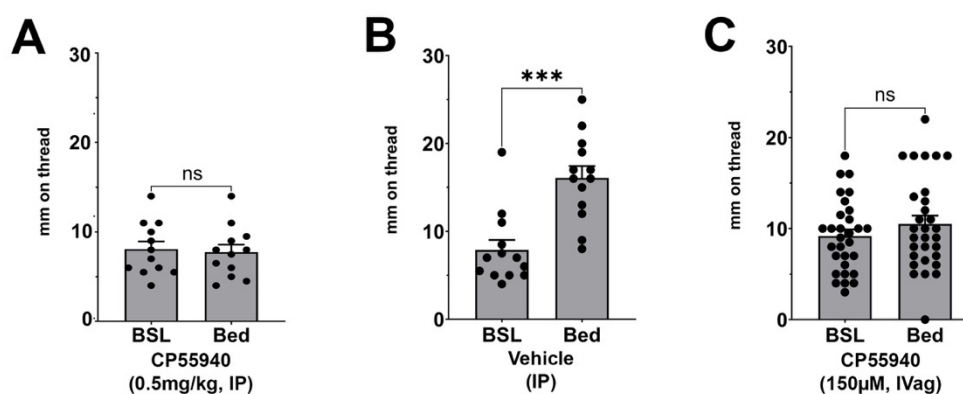 A
30
20
10
0
mm on thread
ns
BSL
Bed
CP55940
(0.5mg/kg, IP)
B
30
20
10
0
mm on thread
***
BSL
Bed
Vehicle
(IP)
C
30
20
10
0
mm on thread
ns
BSL
Bed
CP55940
(150µM, IVag)